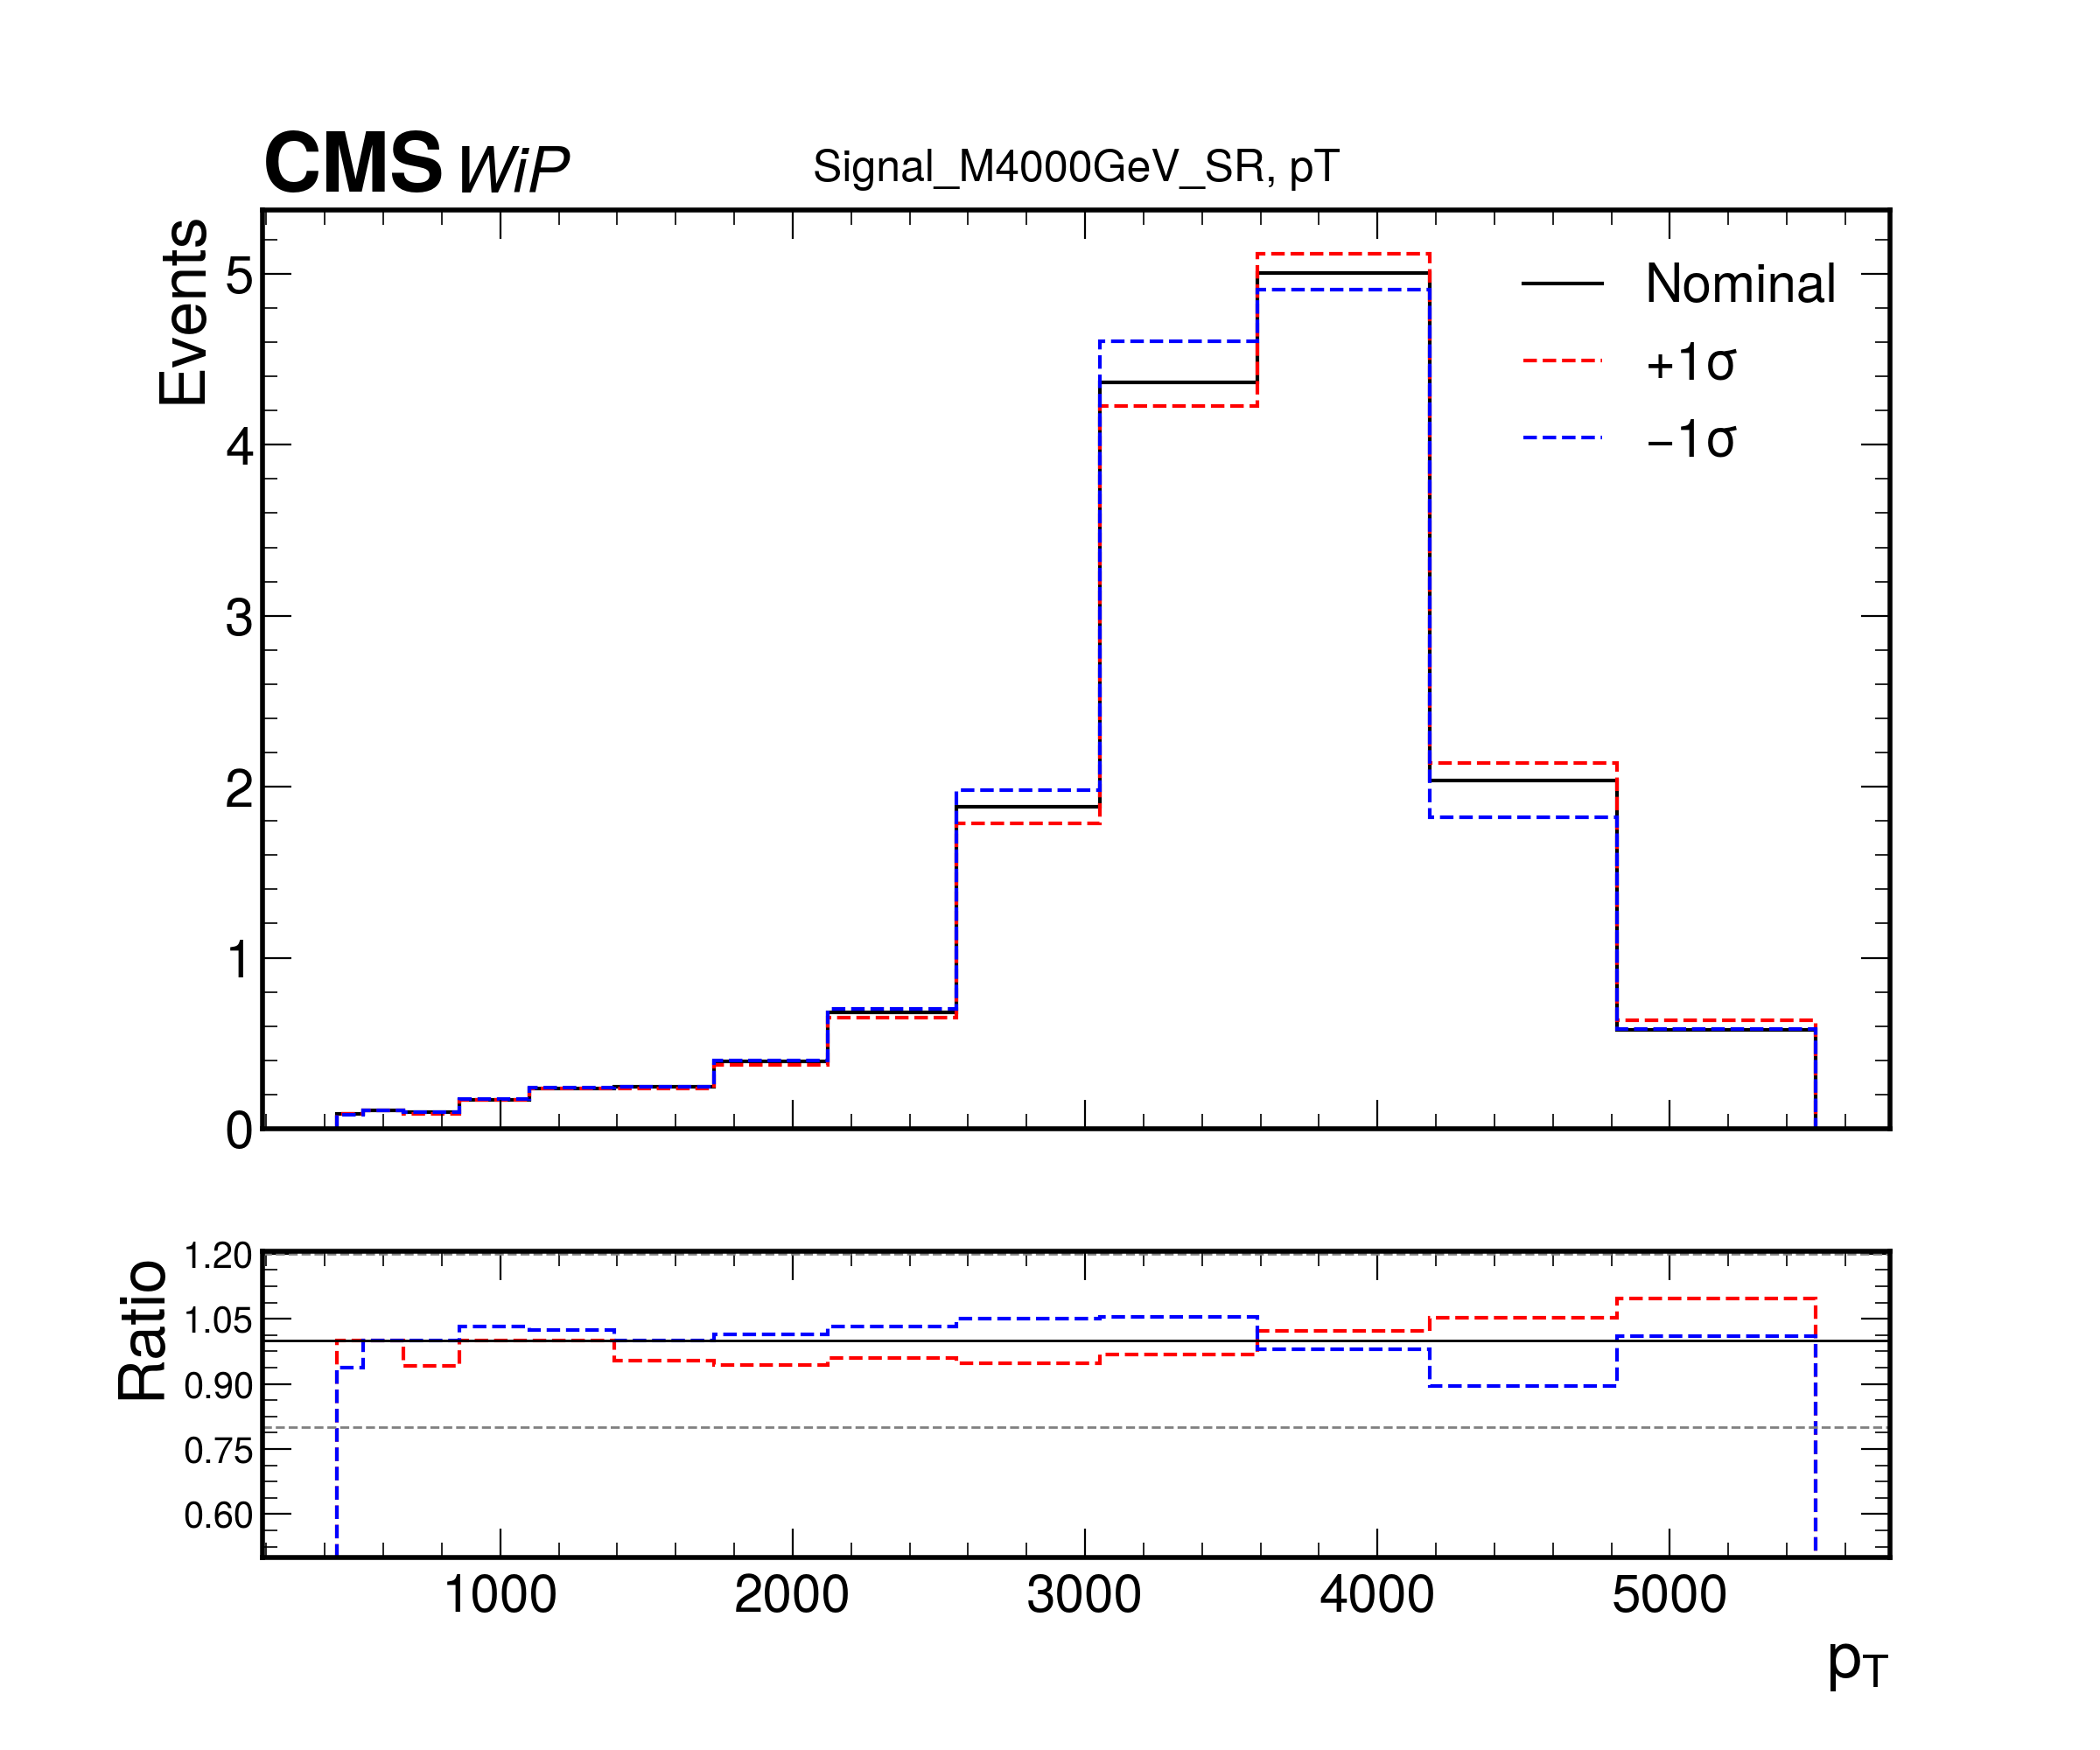 CMS WiP Signal_M4000GeV_SR, pT
Events
5
4
3
2
1
0
Nominal
+1σ
−1σ
Ratio
1.20
1.05
0.90
0.75
0.60
1000 2000 3000 4000 5000
pT